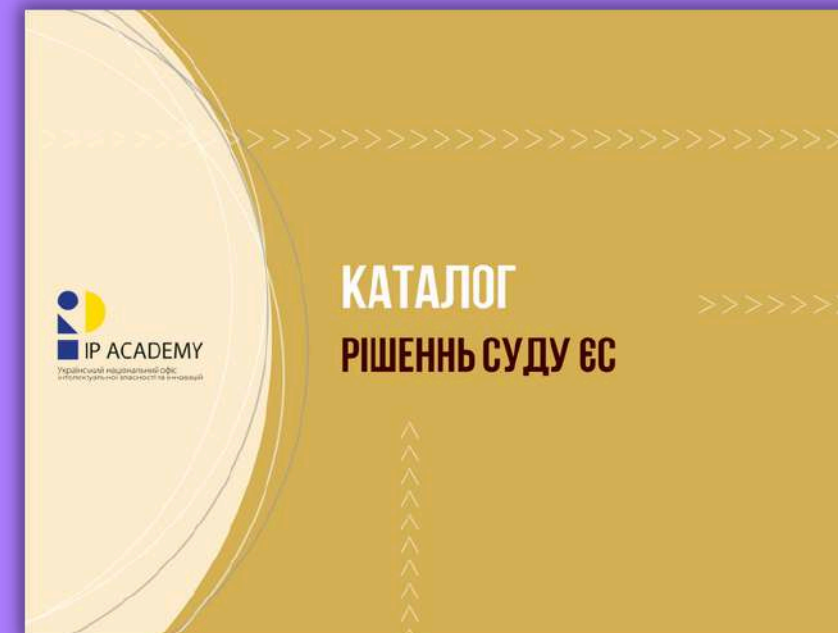 КАТАЛОГ
РІШЕННЬ СУДУ ЄС
IP ACADEMY
Український національний офіс
інтелектуальної власності та інновацій